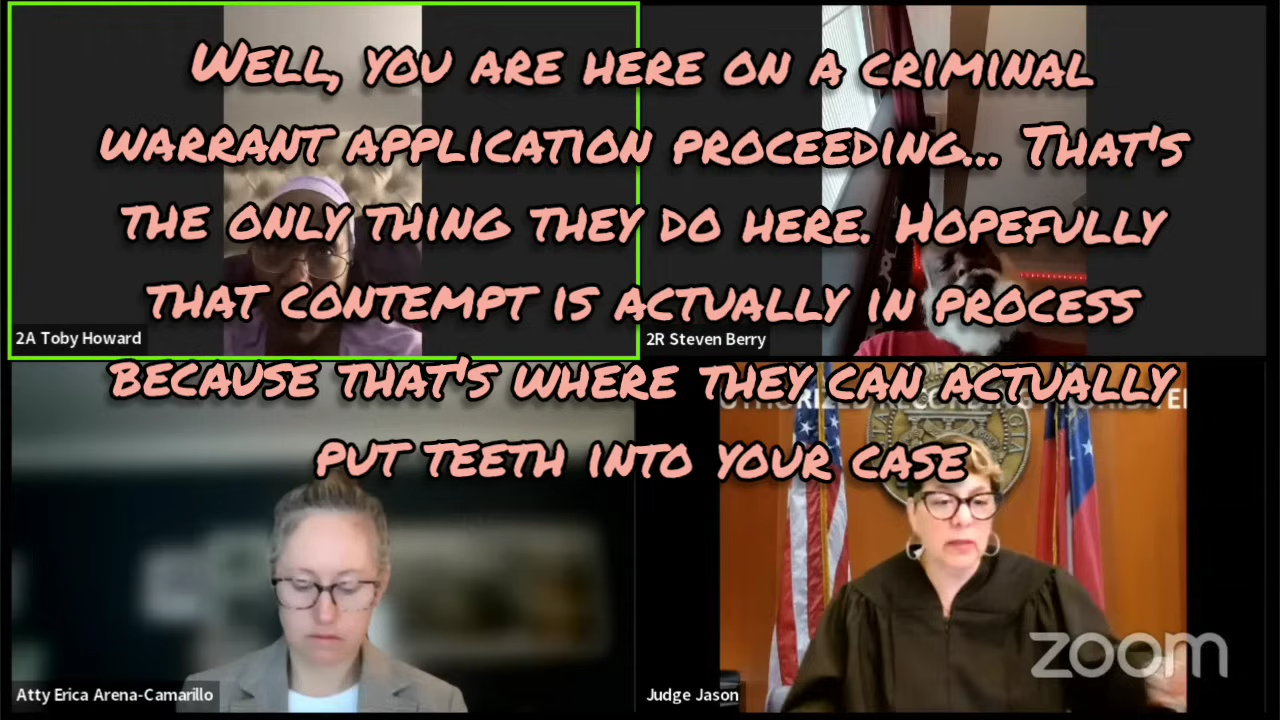 WELL, YOU ARE HERE ON A CRIMINAL
WARRANT APPLICATION PROCEEDING... THAT'S
THE ONLY THING THEY DO HERE. HOPEFULLY
THAT CONTEMPT IS ACTUALLY IN PROCESS
2A Toby Howard
2R Steven Berry
BECAUSE THAT'S WHERE THEY CAN ACTUALLY
PUT TEETH INTO YOUR CASE
zoom
Atty Erica Arena-Camarillo
Judge Jason